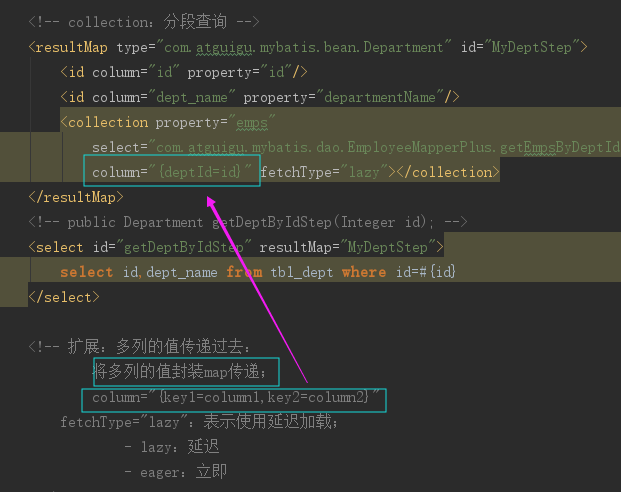 <!-- collection：分段查询 -->
<resultMap type="com.atguigu.mybatis.bean.Department" id="MyDeptStep">
<id column="id" property="id"/>
<id column="dept_name" property="departmentName"/>
<collection property="emps"
select="com.atguigu.mybatis.dao.EmployeeMapperPlus.getEmpsByDeptId
column="{deptId=id}" fetchType="lazy"></collection>
</resultMap>
<!-- public Department getDeptByIdStep(Integer id); -->
<select id="getDeptByIdStep" resultMap="MyDeptStep">
select id,dept_name from tbl_dept where id=#{id}
</select>
<!-- 扩展：多列的值传递过去：
将多列的值封装map传递；
column="{key1=column1,key2=column2}"
fetchType="lazy"：表示使用延迟加载；
- lazy：延迟
- eager：立即